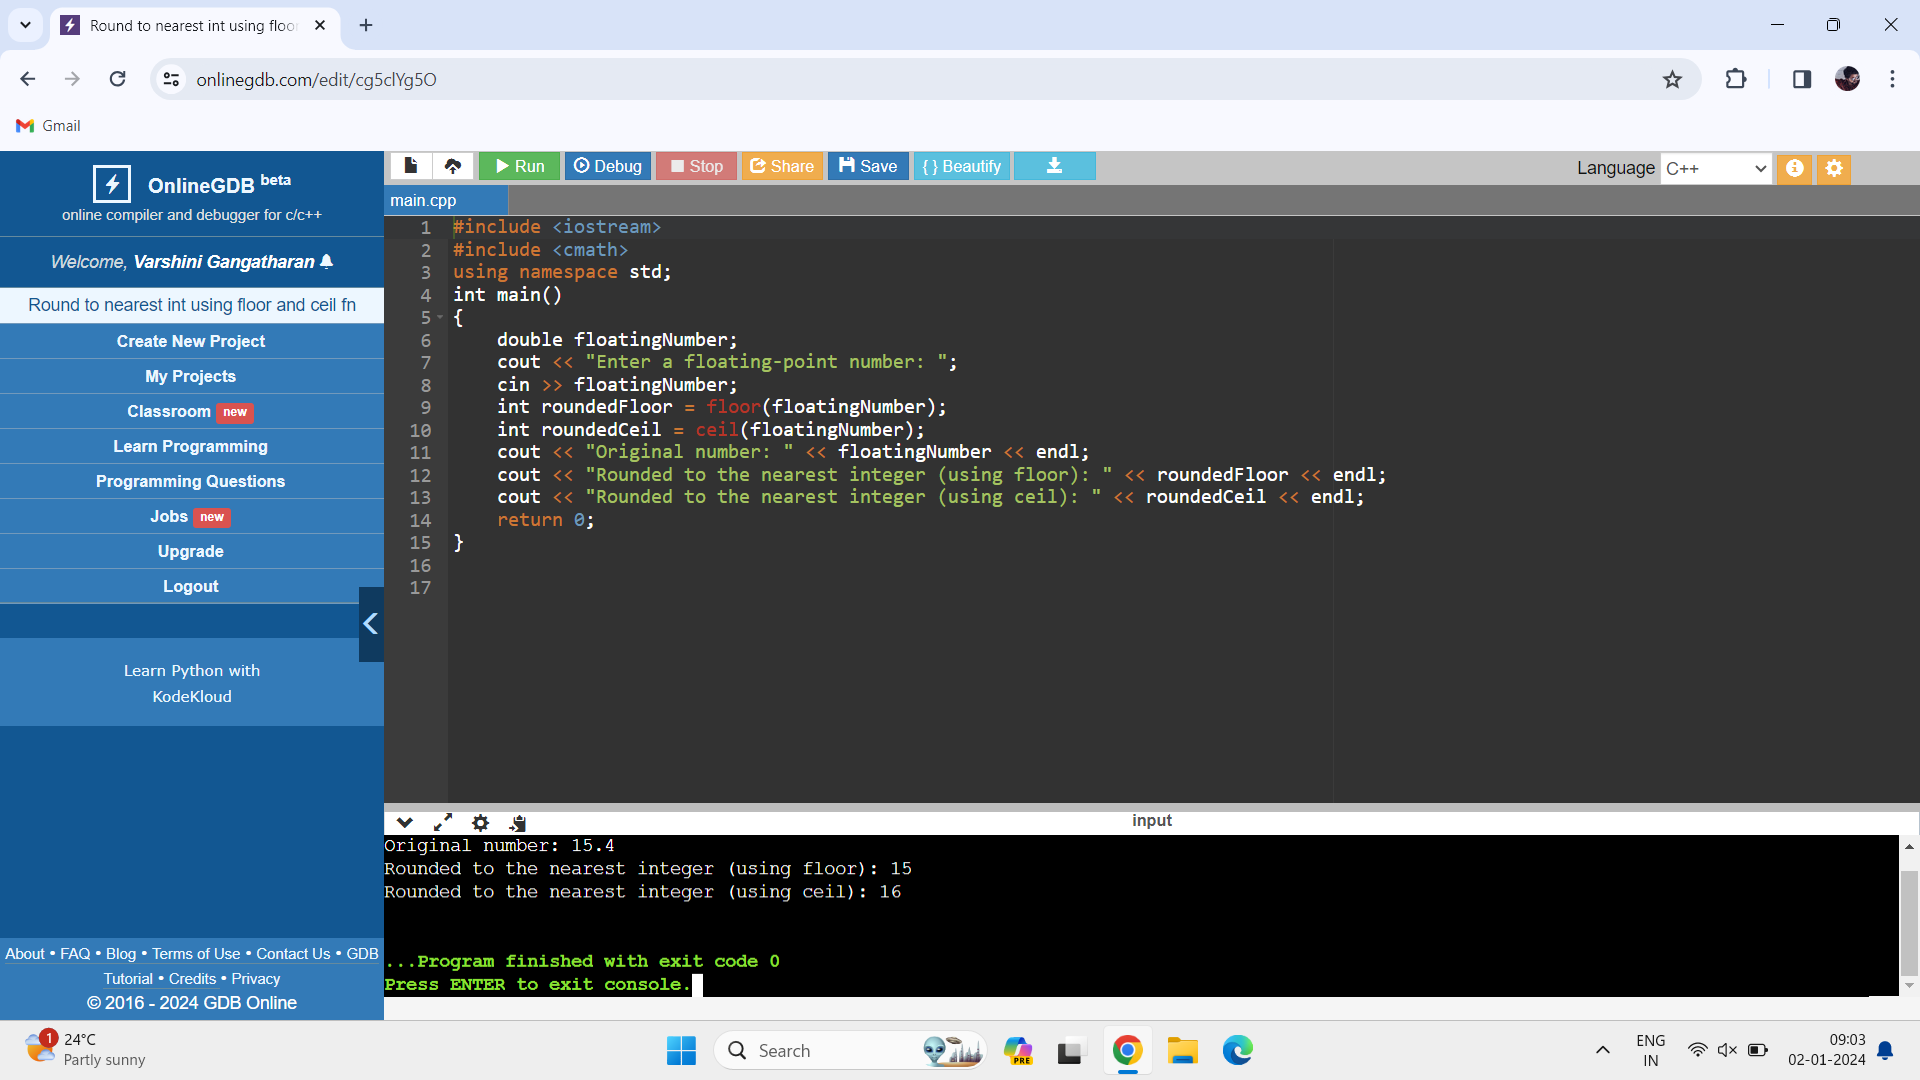 Round to nearest int using floor
onlinegdb.com/edit/cg5clYg5O
Gmail
OnlineGDB beta
online compiler and debugger for c/c++
Welcome, Varshini Gangatharan
Round to nearest int using floor and ceil fn
Create New Project
My Projects
Classroom new
Learn Programming
Programming Questions
Jobs new
Upgrade
Logout
Learn Python with
KodeKloud
About • FAQ • Blog • Terms of Use • Contact Us • GDB
Tutorial • Credits • Privacy
© 2016 - 2024 GDB Online
Run Debug Stop Share Save { } Beautify
Language C++
main.cpp
1 #include <iostream>
2 #include <cmath>
3 using namespace std;
4 int main()
5 {
6 double floatingNumber;
7 cout << "Enter a floating-point number: ";
8 cin >> floatingNumber;
9 int roundedFloor = floor(floatingNumber);
10 int roundedCeil = ceil(floatingNumber);
11 cout << "Original number: " << floatingNumber << endl;
12 cout << "Rounded to the nearest integer (using floor): " << roundedFloor << endl;
13 cout << "Rounded to the nearest integer (using ceil): " << roundedCeil << endl;
14 return 0;
15 }
16
17
input
Original number: 15.4
Rounded to the nearest integer (using floor): 15
Rounded to the nearest integer (using ceil): 16
...Program finished with exit code 0
Press ENTER to exit console.
1
24°C
Partly sunny
Search
PRE
ENG
IN
09:03
02-01-2024